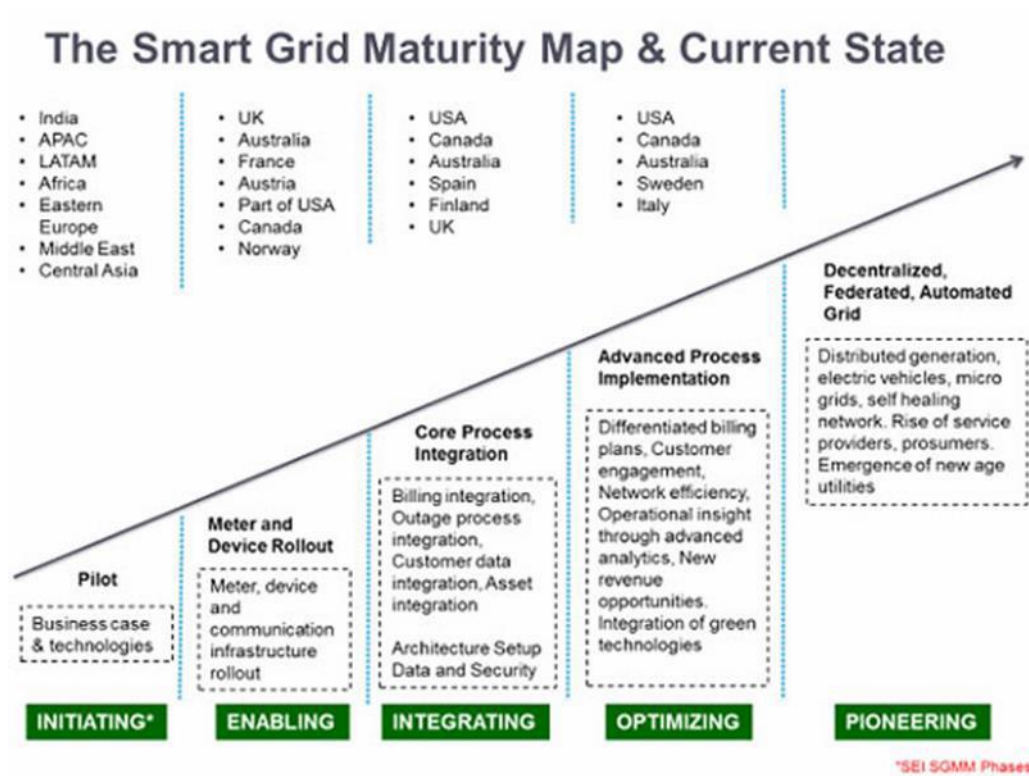 The Smart Grid Maturity Map & Current State
• India
• APAC
• LATAM
• Africa
• Eastern
Europe
• Middle East
• Central Asia
• UK
• Australia
• France
• Austria
• Part of USA
• Canada
• Norway
• USA
• Canada
• Australia
• Spain
• Finland
• UK
• USA
• Canada
• Australia
• Sweden
• Italy
Pilot
Business case
& technologies
Meter and
Device Rollout
Meter, device
and
communication
infrastructure
rollout
Core Process
Integration
Billing integration,
Outage process
integration,
Customer data
integration, Asset
integration
Architecture Setup
Data and Security
Advanced Process
Implementation
Differentiated billing
plans, Customer
engagement,
Network efficiency,
Operational insight
through advanced
analytics, New
revenue
opportunities.
Integration of green
technologies
Decentralized,
Federated, Automated
Grid
Distributed generation,
electric vehicles, micro
grids, self healing
network. Rise of service
providers, prosumers.
Emergence of new age
utilities
INITIATING*
ENABLING
INTEGRATING
OPTIMIZING
PIONEERING
*SEI SGMM Phases